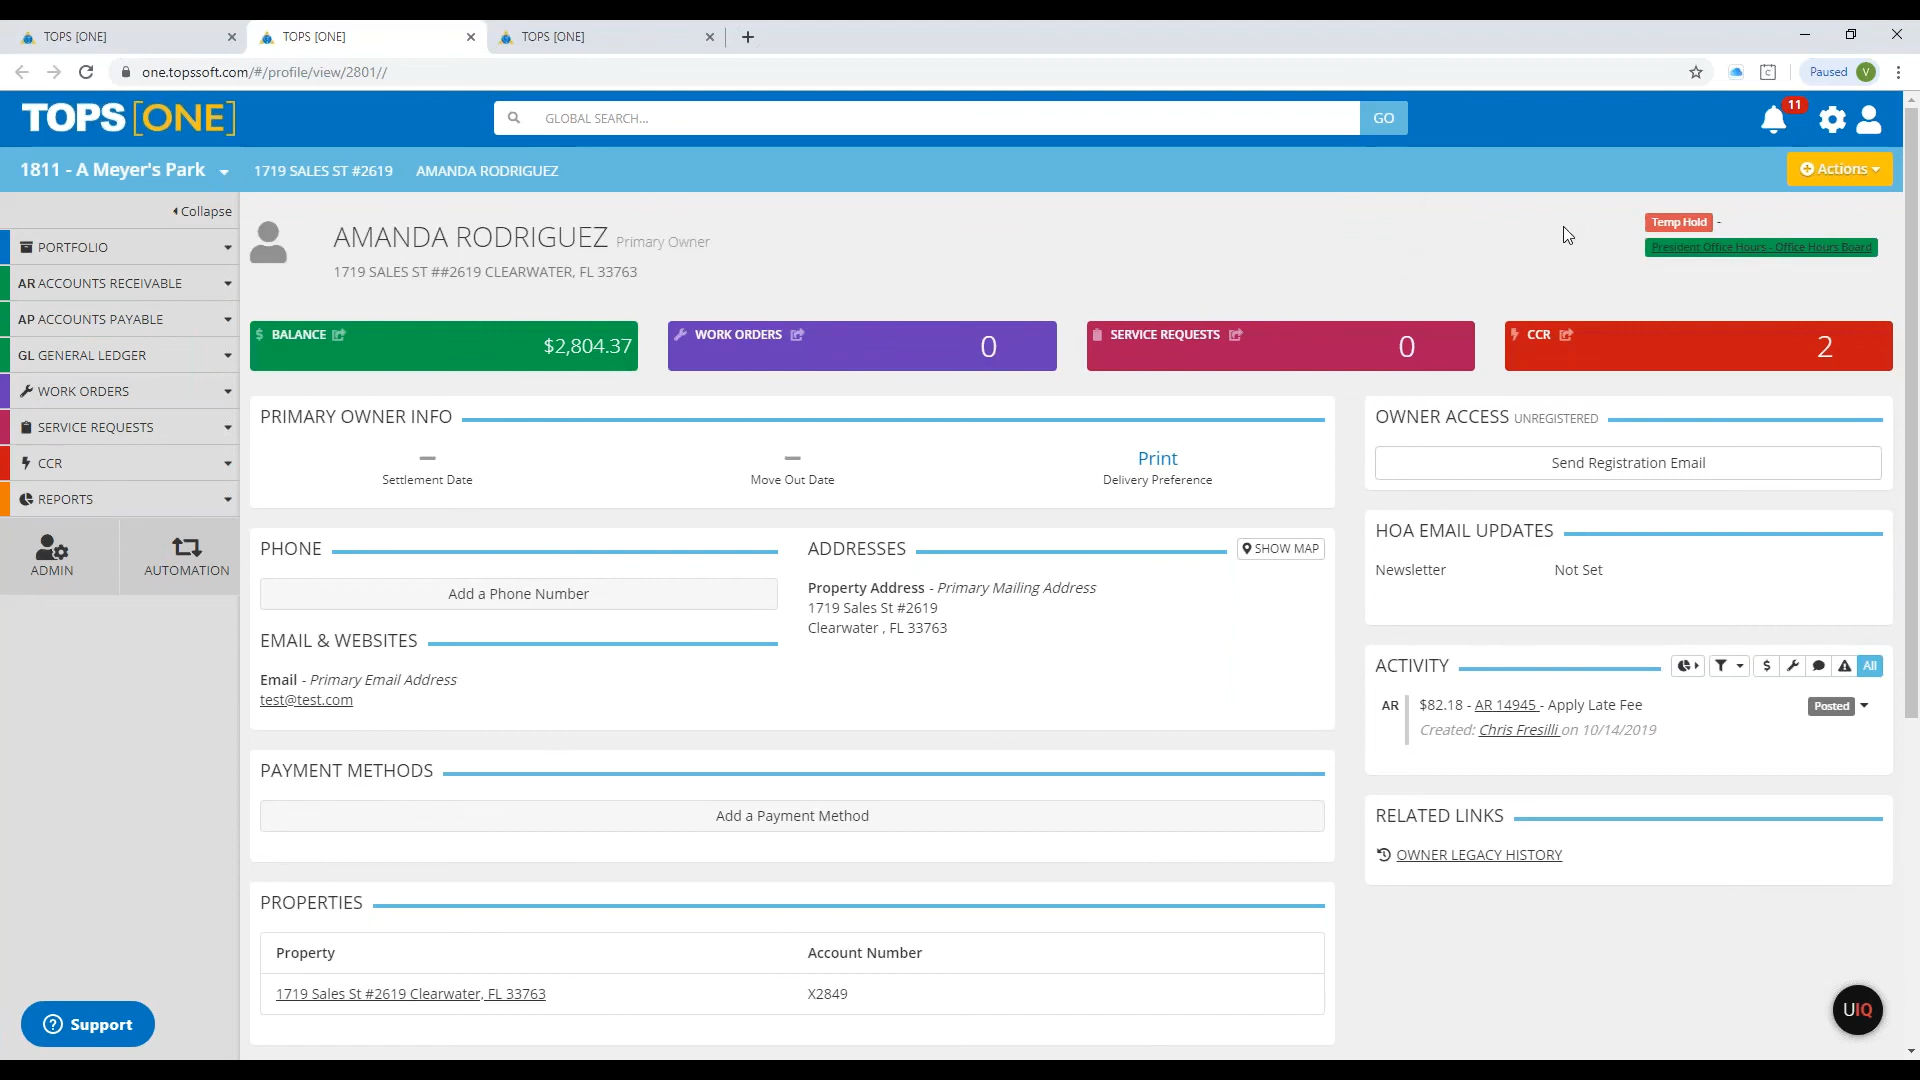 TOPS [ONE]
TOPS [ONE]
TOPS [ONE]
one.topssoft.com/#/profile/view/2801//
Paused V
TOPS [ONE]
GLOBAL SEARCH...
GO
11
1811 - A Meyer's Park
1719 SALES ST #2619
AMANDA RODRIGUEZ
Actions
Collapse
PORTFOLIO
AR ACCOUNTS RECEIVABLE
AP ACCOUNTS PAYABLE
GL GENERAL LEDGER
WORK ORDERS
SERVICE REQUESTS
CCR
REPORTS
ADMIN
AUTOMATION
Support
AMANDA RODRIGUEZ Primary Owner
1719 SALES ST ##2619 CLEARWATER, FL 33763
Temp Hold -
President Office Hours - Office Hours Board
$ BALANCE
$2,804.37
WORK ORDERS
0
SERVICE REQUESTS
0
CCR
2
PRIMARY OWNER INFO
–
Settlement Date
–
Move Out Date
Print
Delivery Preference
PHONE
Add a Phone Number
EMAIL & WEBSITES
Email - Primary Email Address
test@test.com
ADDRESSES
SHOW MAP
Property Address - Primary Mailing Address
1719 Sales St #2619
Clearwater , FL 33763
PAYMENT METHODS
Add a Payment Method
PROPERTIES
Property
Account Number
1719 Sales St #2619 Clearwater, FL 33763
X2849
OWNER ACCESS UNREGISTERED
Send Registration Email
HOA EMAIL UPDATES
Newsletter
Not Set
ACTIVITY
$
All
AR
$82.18 - AR 14945 - Apply Late Fee
Posted
Created: Chris Fresilli on 10/14/2019
RELATED LINKS
OWNER LEGACY HISTORY
UIQ